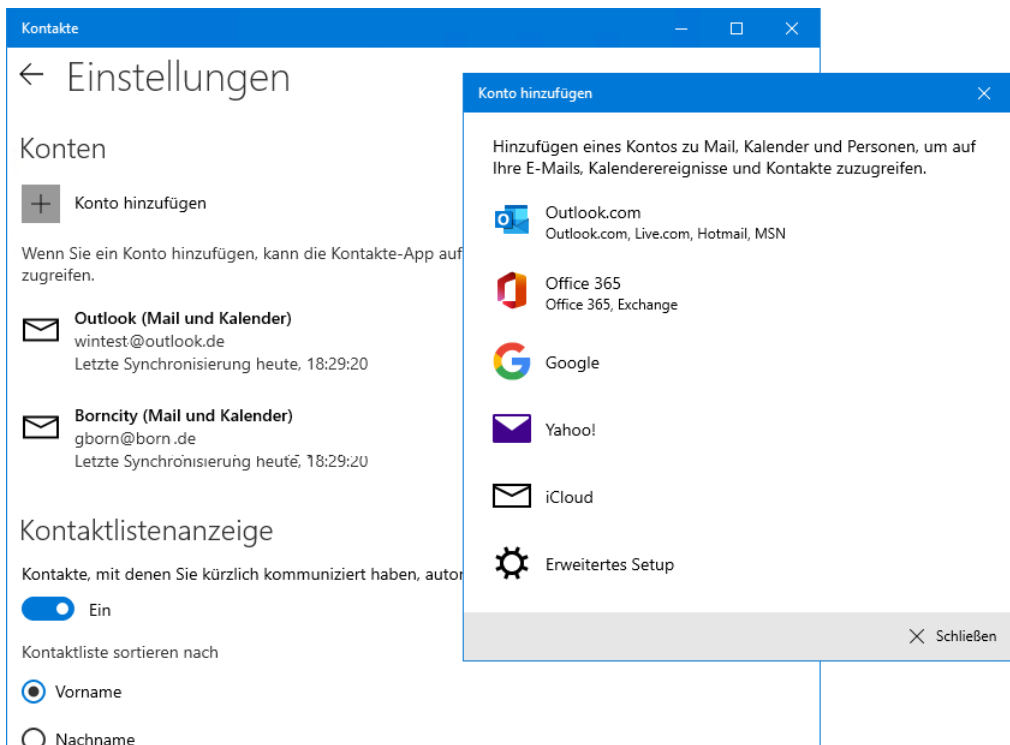 Kontakte
Einstellungen
Konten
Konto hinzufügen
Wenn Sie ein Konto hinzufügen, kann die Kontakte-App auf
zugreifen.
Outlook (Mail und Kalender)
wintest@outlook.de
Letzte Synchronisierung heute, 18:29:20
Borncity (Mail und Kalender)
gborn@born .de
Letzte Synchronisierung heute, 18:29:20
Kontaktlistenanzeige
Kontakte, mit denen Sie kürzlich kommuniziert haben, autor
Ein
Kontaktliste sortieren nach
Vorname
Nachname
Konto hinzufügen
Hinzufügen eines Kontos zu Mail, Kalender und Personen, um auf
Ihre E-Mails, Kalenderereignisse und Kontakte zuzugreifen.
Outlook.com
Outlook.com, Live.com, Hotmail, MSN
Office 365
Office 365, Exchange
Google
Yahoo!
iCloud
Erweitertes Setup
Schließen